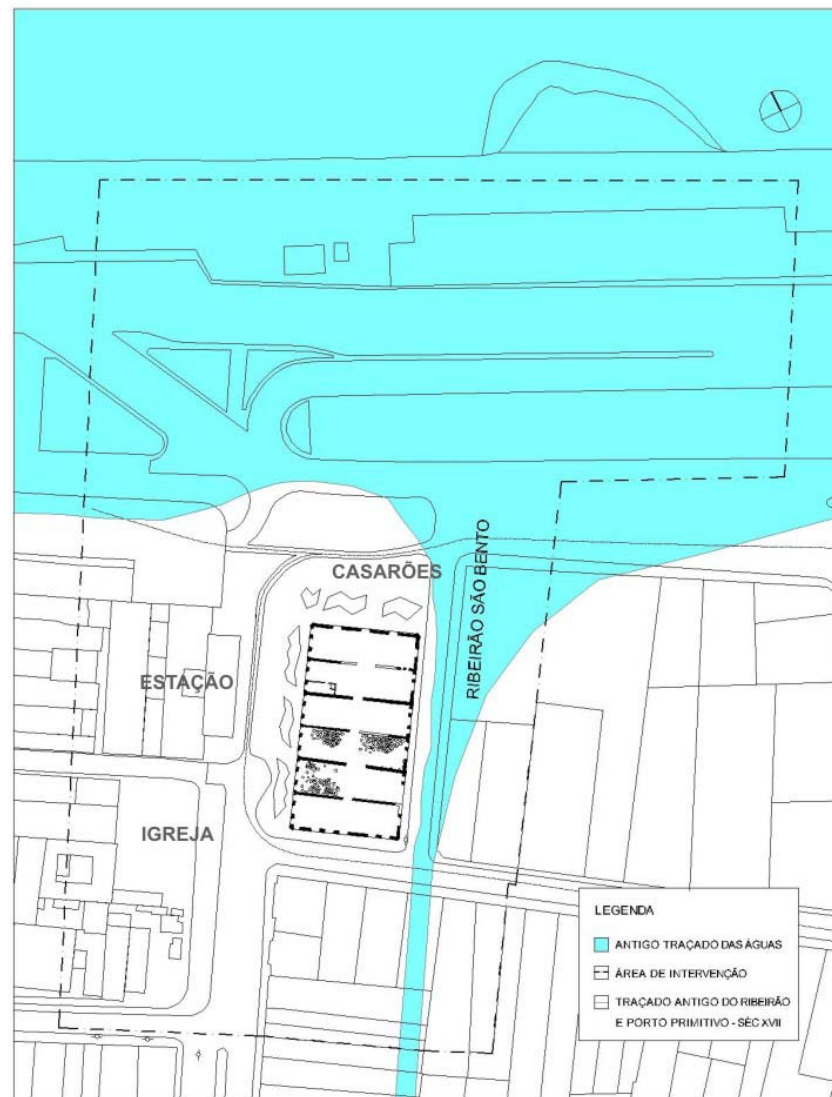 CASARÕES
RIBEIRÃO SÃO BENTO
ESTAÇÃO
IGREJA
LEGENDA
ANTIGO TRAÇADO DAS ÁGUAS
ÁREA DE INTERVENÇÃO
TRAÇADO ANTIGO DO RIBEIRÃO
E PORTO PRIMITIVO - SÉC XVII